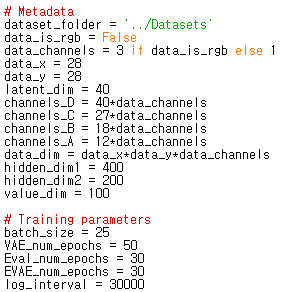 # Metadata
dataset_folder = '../Datasets'
data_is_rgb = False
data_channels = 3 if data_is_rgb else 1
data_x = 28
data_y = 28
latent_dim = 40
channels_D = 40*data_channels
channels_C = 27*data_channels
channels_B = 18*data_channels
channels_A = 12*data_channels
data_dim = data_x*data_y*data_channels
hidden_dim1 = 400
hidden_dim2 = 200
value_dim = 100

# Training parameters
batch_size = 25
VAE_num_epochs = 50
Eval_num_epochs = 30
EVAE_num_epochs = 30
log_interval = 30000